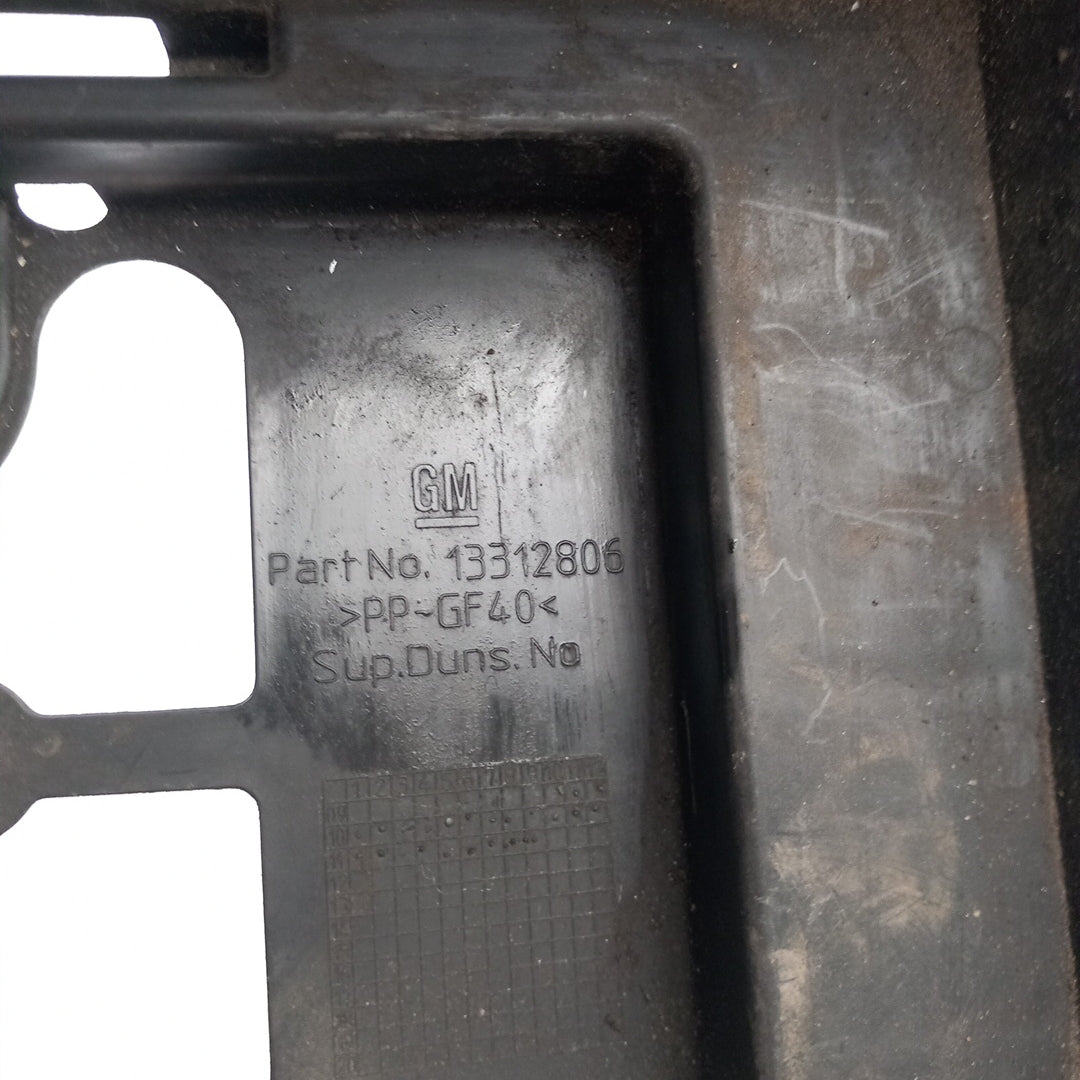 GM
Part No. 13312806
>PP-GF40<
Sup.Duns. No